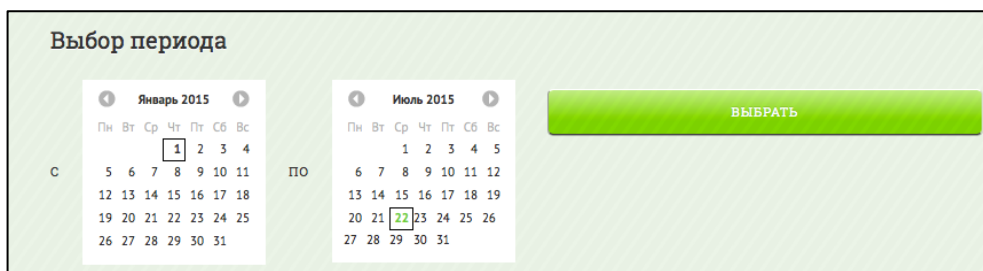 Выбор периода
Январь 2015
Пн Вт Ср Чт Пт Сб Вс
1 2 3 4
5 6 7 8 9 10 11
12 13 14 15 16 17 18
19 20 21 22 23 24 25
26 27 28 29 30 31
с
по
Июль 2015
Пн Вт Ср Чт Пт Сб Вс
1 2 3 4 5
6 7 8 9 10 11 12
13 14 15 16 17 18 19
20 21 22 23 24 25 26
27 28 29 30 31
ВЫБРАТЬ